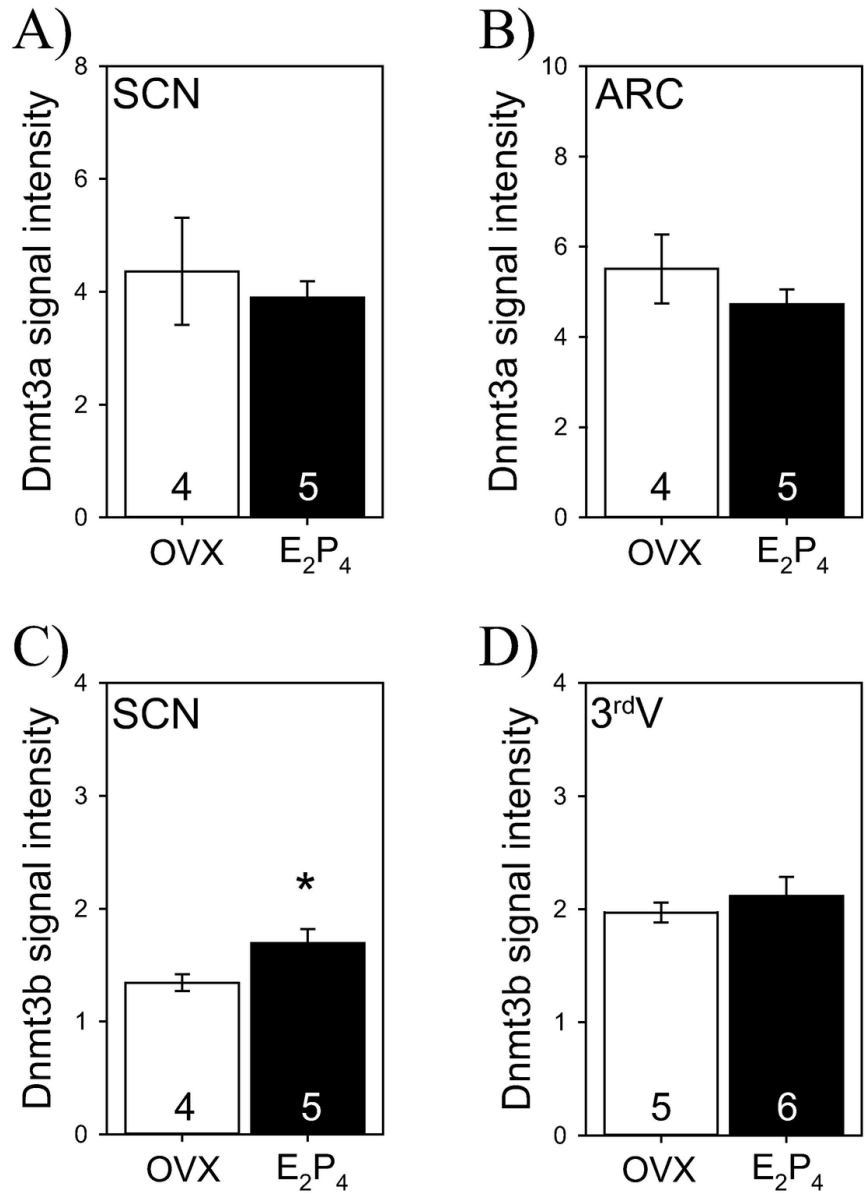 A)
SCN
Dnmt3a signal intensity
8
6
4
2
0
4
5
OVX
E₂P₄
B)
ARC
Dnmt3a signal intensity
10
8
6
4
2
0
4
5
OVX
E₂P₄
C)
SCN
Dnmt3b signal intensity
4
3
2
1
0
*
4
5
OVX
E₂P₄
D)
3ʳᵈV
Dnmt3b signal intensity
4
3
2
1
0
5
6
OVX
E₂P₄